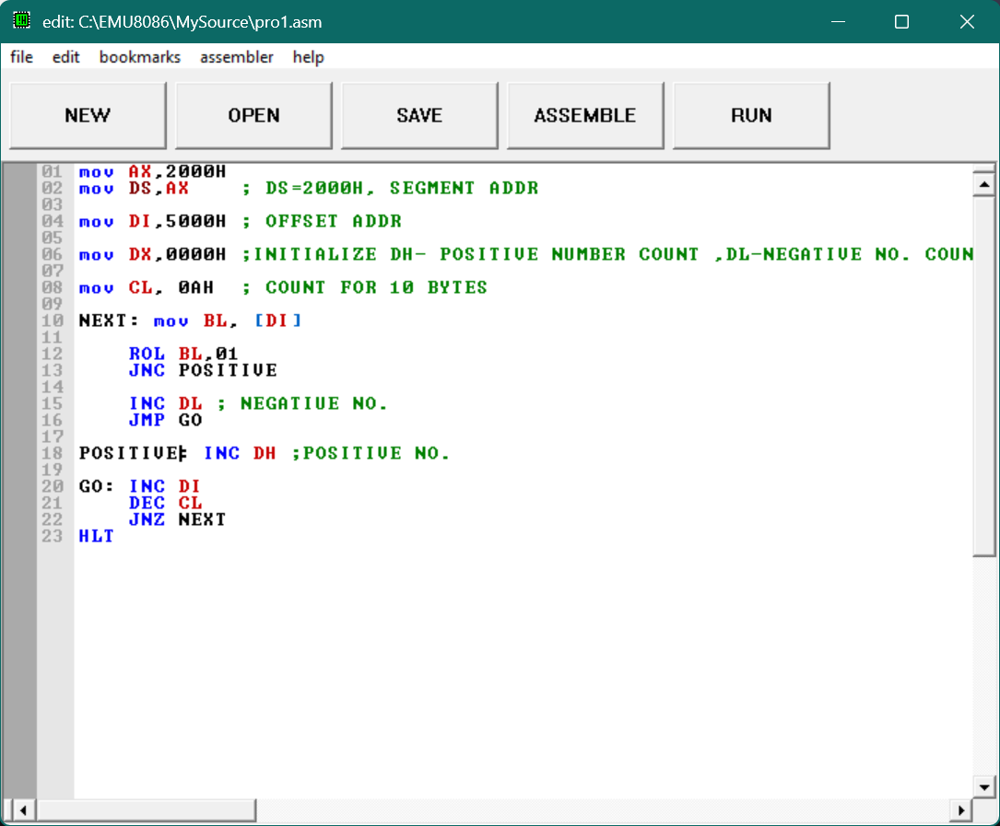 edit: C:\EMU8086\MySource\pro1.asm
file edit bookmarks assembler help
NEW OPEN SAVE ASSEMBLE RUN
01 mov AX,2000H
02 mov DS,AX ; DS=2000H, SEGMENT ADDR
03
04 mov DI,5000H ; OFFSET ADDR
05
06 mov DX,0000H ;INITIALIZE DH- POSITIVE NUMBER COUNT ,DL-NEGATIVE NO. COUN
07
08 mov CL, 0AH ; COUNT FOR 10 BYTES
09
10 NEXT: mov BL, [DI]
11
12 ROL BL,01
13 JNC POSITIVE
14
15 INC DL ; NEGATIVE NO.
16 JMP GO
17
18 POSITIVE: INC DH ;POSITIVE NO.
19
20 GO: INC DI
21 DEC CL
22 JNZ NEXT
23 HLT